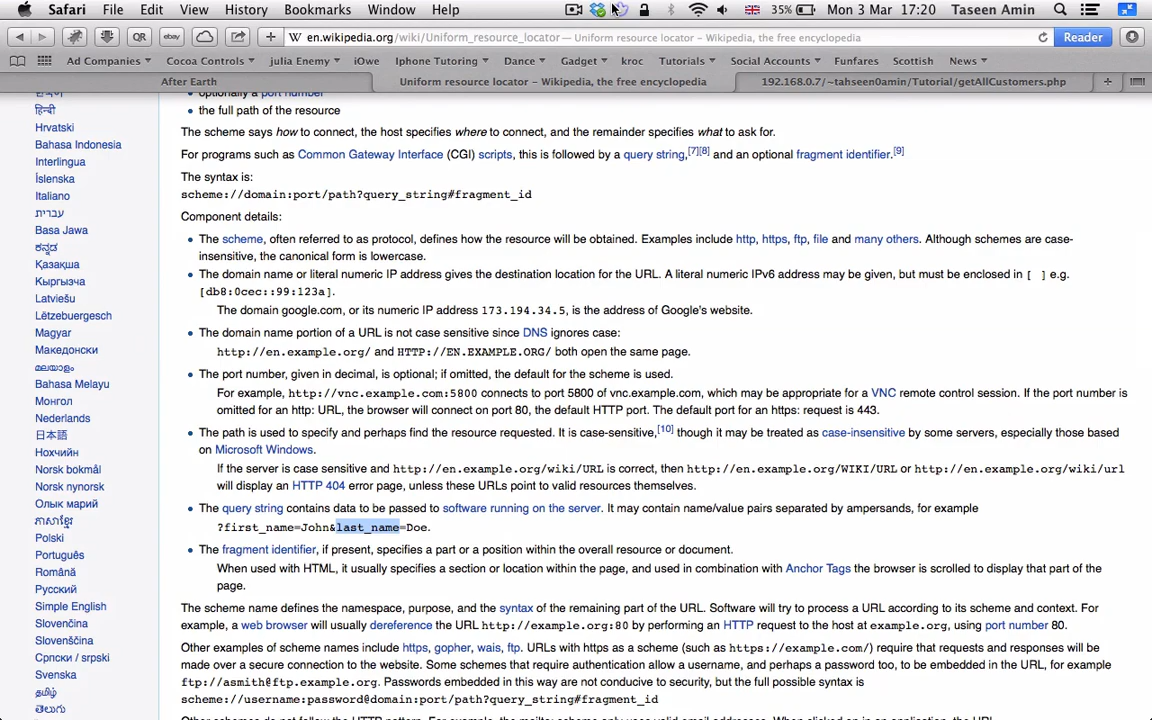 Safari File Edit View History Bookmarks Window Help 35% Mon 3 Mar 17:20 Taseen Amin
QR ebay + W en.wikipedia.org/wiki/Uniform_resource_locator — Uniform resource locator – Wikipedia, the free encyclopedia Reader
Ad Companies Cocoa Controls julia Enemy iOwe Iphone Tutoring Dance Gadget kroc Tutorials Social Accounts Funfares Scottish News
After Earth Uniform resource locator – Wikipedia, the free encyclopedia 192.168.0.7/~tahseen0amin/Tutorial/getAllCustomers.php +
optionally a port number
हिन्दी
the full path of the resource
Hrvatski
Bahasa Indonesia
Interlingua
Íslenska
Italiano
עברית
Basa Jawa
ಕನ್ನಡ
Қазақша
Кыргызча
Latviešu
Lëtzebuergesch
Magyar
Македонски
മലയാളം
Bahasa Melayu
Монгол
Nederlands
日本語
Нохчийн
Norsk bokmål
Norsk nynorsk
Олык марий
ភាសាខ្មែរ
Polski
Português
Română
Русский
Simple English
Slovenčina
Slovenščina
Српски / srpski
Svenska
தமிழ்
తెలుగు
The scheme says how to connect, the host specifies where to connect, and the remainder specifies what to ask for.
For programs such as Common Gateway Interface (CGI) scripts, this is followed by a query string,[7][8] and an optional fragment identifier.[9]
The syntax is:
scheme://domain:port/path?query_string#fragment_id
Component details:
The scheme, often referred to as protocol, defines how the resource will be obtained. Examples include http, https, ftp, file and many others. Although schemes are case-
insensitive, the canonical form is lowercase.
The domain name or literal numeric IP address gives the destination location for the URL. A literal numeric IPv6 address may be given, but must be enclosed in [ ] e.g.
[db8:0cec::99:123a].
The domain google.com, or its numeric IP address 173.194.34.5, is the address of Google's website.
The domain name portion of a URL is not case sensitive since DNS ignores case:
http://en.example.org/ and HTTP://EN.EXAMPLE.ORG/ both open the same page.
The port number, given in decimal, is optional; if omitted, the default for the scheme is used.
For example, http://vnc.example.com:5800 connects to port 5800 of vnc.example.com, which may be appropriate for a VNC remote control session. If the port number is
omitted for an http: URL, the browser will connect on port 80, the default HTTP port. The default port for an https: request is 443.
The path is used to specify and perhaps find the resource requested. It is case-sensitive,[10] though it may be treated as case-insensitive by some servers, especially those based
on Microsoft Windows.
If the server is case sensitive and http://en.example.org/wiki/URL is correct, then http://en.example.org/WIKI/URL or http://en.example.org/wiki/url
will display an HTTP 404 error page, unless these URLs point to valid resources themselves.
The query string contains data to be passed to software running on the server. It may contain name/value pairs separated by ampersands, for example
?first_name=John&last_name=Doe.
The fragment identifier, if present, specifies a part or a position within the overall resource or document.
When used with HTML, it usually specifies a section or location within the page, and used in combination with Anchor Tags the browser is scrolled to display that part of the
page.
The scheme name defines the namespace, purpose, and the syntax of the remaining part of the URL. Software will try to process a URL according to its scheme and context. For
example, a web browser will usually dereference the URL http://example.org:80 by performing an HTTP request to the host at example.org, using port number 80.
Other examples of scheme names include https, gopher, wais, ftp. URLs with https as a scheme (such as https://example.com/) require that requests and responses will be
made over a secure connection to the website. Some schemes that require authentication allow a username, and perhaps a password too, to be embedded in the URL, for example
ftp://asmith@ftp.example.org. Passwords embedded in this way are not conducive to security, but the full possible syntax is
scheme://username:password@domain:port/path?query_string#fragment_id